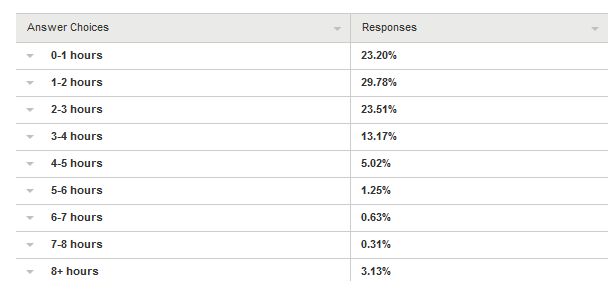 Answer Choices Responses
0-1 hours 23.20%
1-2 hours 29.78%
2-3 hours 23.51%
3-4 hours 13.17%
4-5 hours 5.02%
5-6 hours 1.25%
6-7 hours 0.63%
7-8 hours 0.31%
8+ hours 3.13%